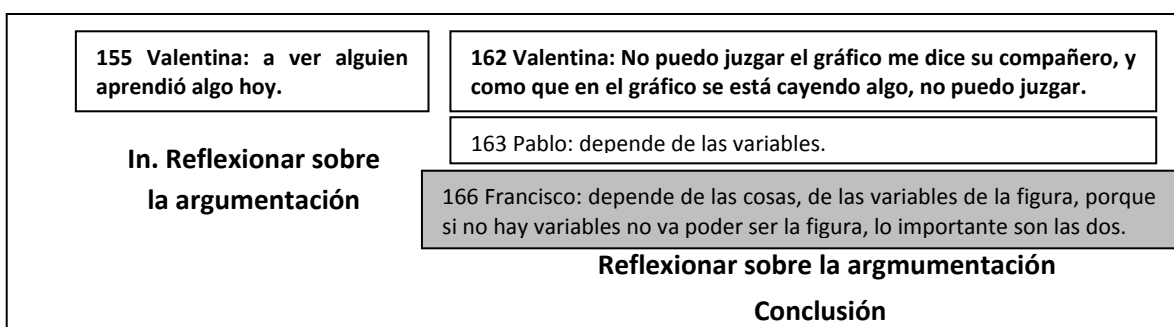 155 Valentina: a ver alguien
aprendió algo hoy.
In. Reflexionar sobre
la argumentación
162 Valentina: No puedo juzgar el gráfico me dice su compañero, y
como que en el gráfico se está cayendo algo, no puedo juzgar.
163 Pablo: depende de las variables.
166 Francisco: depende de las cosas, de las variables de la figura, porque
si no hay variables no va poder ser la figura, lo importante son las dos.
Reflexionar sobre la argmumentación
Conclusión